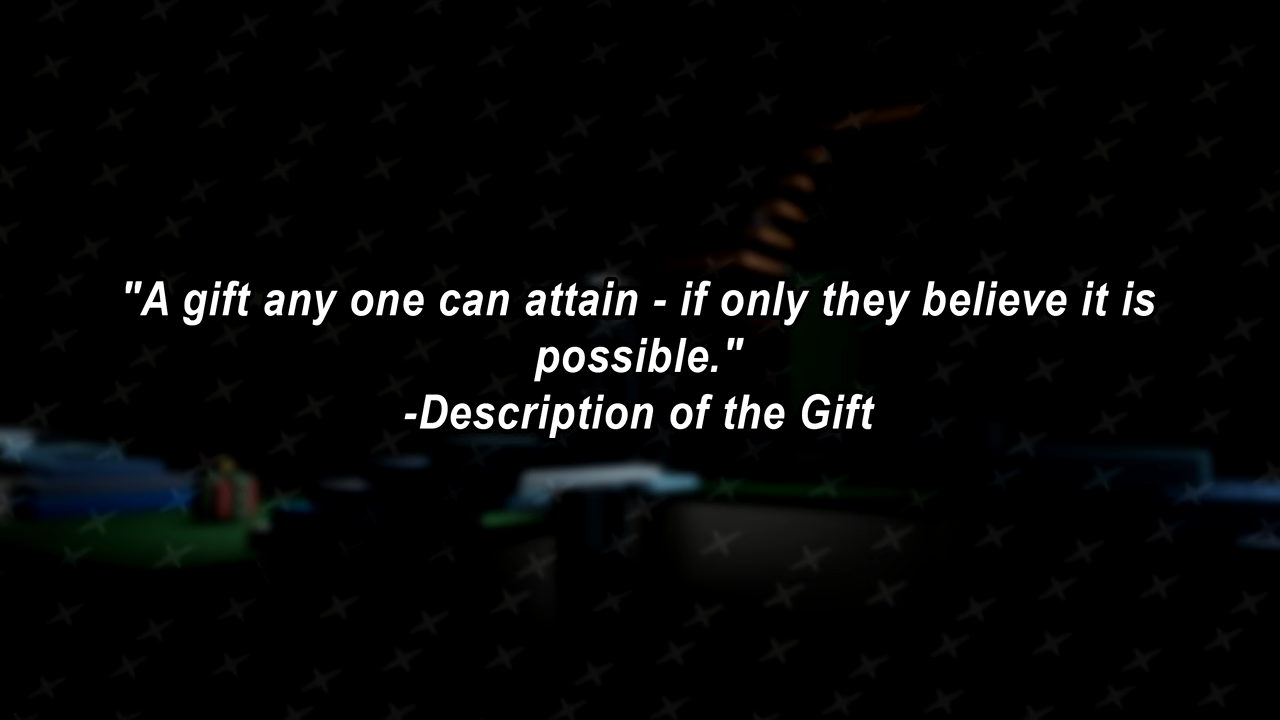 "A gift any one can attain - if only they believe it is
possible."
-Description of the Gift